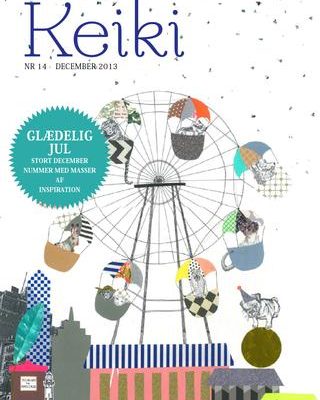 Keiki
NR 14 - DECEMBER 2013
GLÆDELIG
JUL
STORT DECEMBER
NUMMER MED MASSER
AF
INSPIRATION